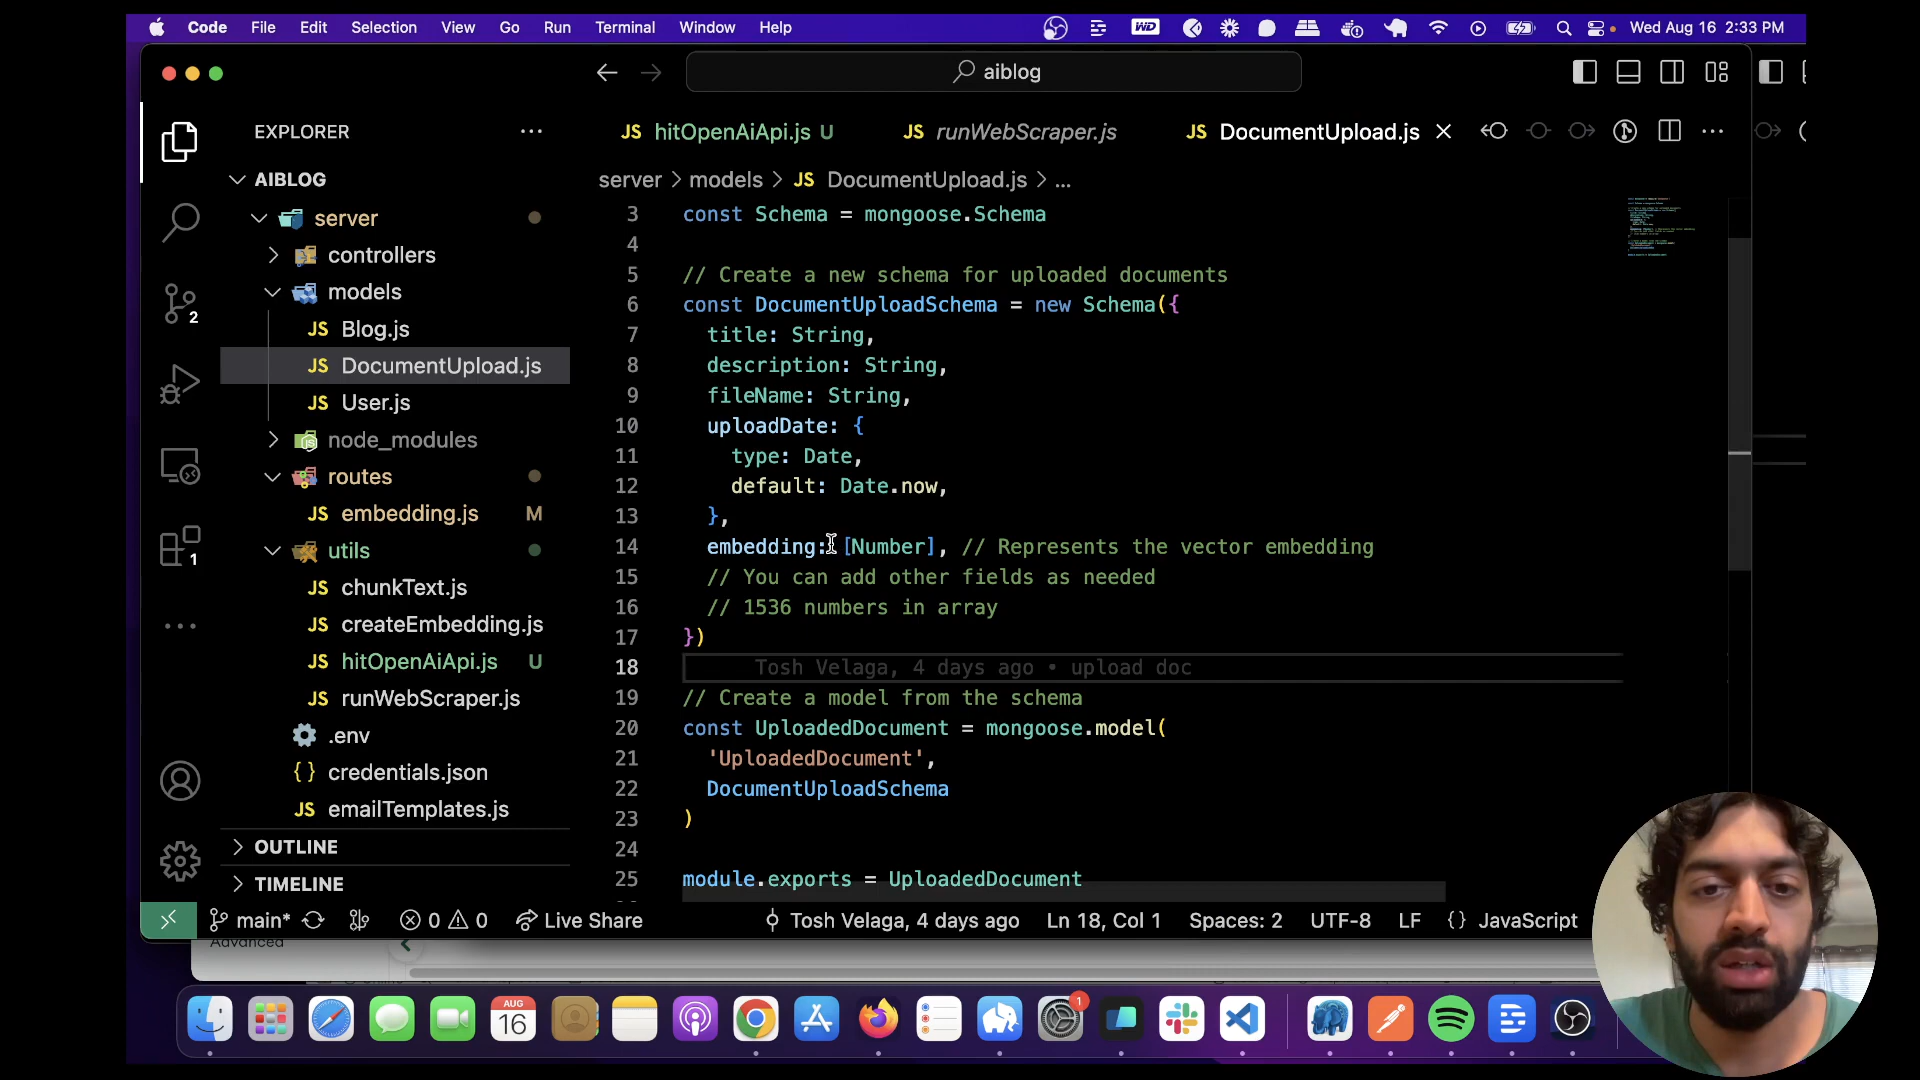 Code File Edit Selection View Go Run Terminal Window Help WD Wed Aug 16 2:33 PM
aiblog
EXPLORER
JS hitOpenAiApi.js U JS runWebScraper.js JS DocumentUpload.js
AIBLOG
server > models > JS DocumentUpload.js > ...
server
controllers
models
JS Blog.js
JS DocumentUpload.js
JS User.js
node_modules
routes
JS embedding.js M
utils
JS chunkText.js
JS createEmbedding.js
JS hitOpenAiApi.js U
JS runWebScraper.js
.env
{} credentials.json
JS emailTemplates.js
OUTLINE
TIMELINE
2
1
3 const Schema = mongoose.Schema
4
5 // Create a new schema for uploaded documents
6 const DocumentUploadSchema = new Schema({
7 title: String,
8 description: String,
9 fileName: String,
10 uploadDate: {
11 type: Date,
12 default: Date.now,
13 },
14 embedding: [Number], // Represents the vector embedding
15 // You can add other fields as needed
16 // 1536 numbers in array
17 })
18 Tosh Velaga, 4 days ago • upload doc
19 // Create a model from the schema
20 const UploadedDocument = mongoose.model(
21 'UploadedDocument',
22 DocumentUploadSchema
23 )
24
25 module.exports = UploadedDocument
main* 0 0 Live Share Tosh Velaga, 4 days ago Ln 18, Col 1 Spaces: 2 UTF-8 LF {} JavaScript
Advanced
AUG
16
1